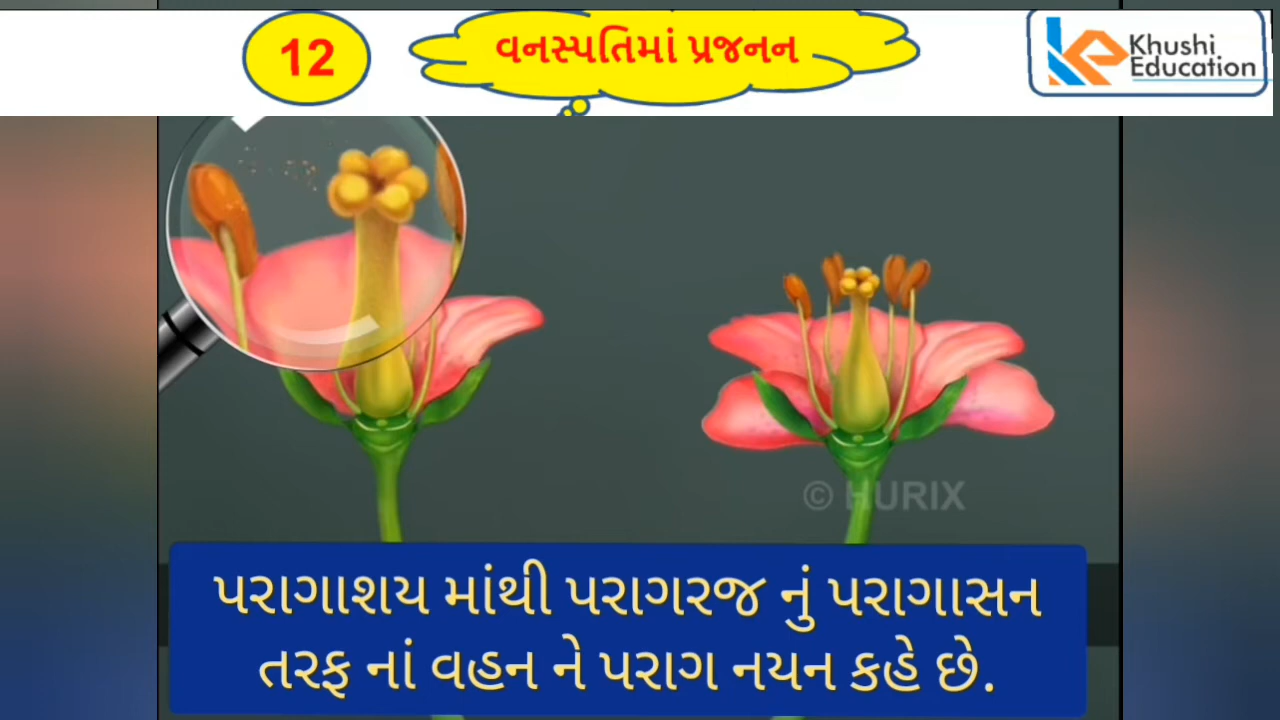 12
વનસ્પતિમાં પ્રજનન
Khushi
Education
© HURIX
પરાગાશય માંથી પરાગરજ નું પરાગાસન
તરફ નાં વહન ને પરાગ નયન કહે છે.